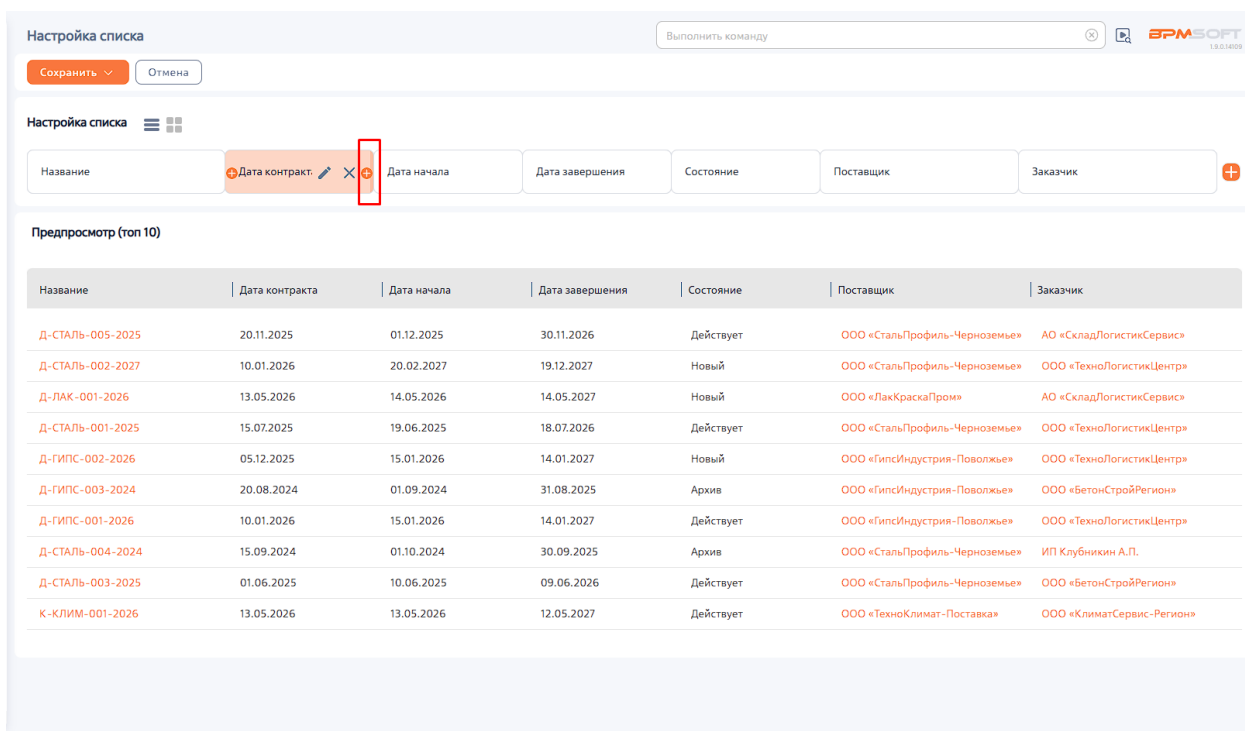 Настройка списка
Выполнить команду
BPMSOFT
1.9.0.14109
Сохранить
Отмена
Настройка списка
Название Дата контракт Дата начала Дата завершения Состояние Поставщик Заказчик
Предпросмотр (топ 10)
Название Дата контракта Дата начала Дата завершения Состояние Поставщик Заказчик
Д-СТАЛЬ-005-2025 20.11.2025 01.12.2025 30.11.2026 Действует ООО «СтальПрофиль-Черноземье» АО «СкладЛогистикСервис»
Д-СТАЛЬ-002-2027 10.01.2026 20.02.2027 19.12.2027 Новый ООО «СтальПрофиль-Черноземье» ООО «ТехноЛогистикЦентр»
Д-ЛАК-001-2026 13.05.2026 14.05.2026 14.05.2027 Новый ООО «ЛакКраскаПром» АО «СкладЛогистикСервис»
Д-СТАЛЬ-001-2025 15.07.2025 19.06.2025 18.07.2026 Действует ООО «СтальПрофиль-Черноземье» ООО «ТехноЛогистикЦентр»
Д-ГИПС-002-2026 05.12.2025 15.01.2026 14.01.2027 Новый ООО «ГипсИндустрия-Поволжье» ООО «ТехноЛогистикЦентр»
Д-ГИПС-003-2024 20.08.2024 01.09.2024 31.08.2025 Архив ООО «ГипсИндустрия-Поволжье» ООО «БетонСтройРегион»
Д-ГИПС-001-2026 10.01.2026 15.01.2026 14.01.2027 Действует ООО «ГипсИндустрия-Поволжье» ООО «ТехноЛогистикЦентр»
Д-СТАЛЬ-004-2024 15.09.2024 01.10.2024 30.09.2025 Архив ООО «СтальПрофиль-Черноземье» ИП Клубникин А.П.
Д-СТАЛЬ-003-2025 01.06.2025 10.06.2025 09.06.2026 Действует ООО «СтальПрофиль-Черноземье» ООО «БетонСтройРегион»
К-КЛИМ-001-2026 13.05.2026 13.05.2026 12.05.2027 Действует ООО «ТехноКлимат-Поставка» ООО «КлиматСервис-Регион»